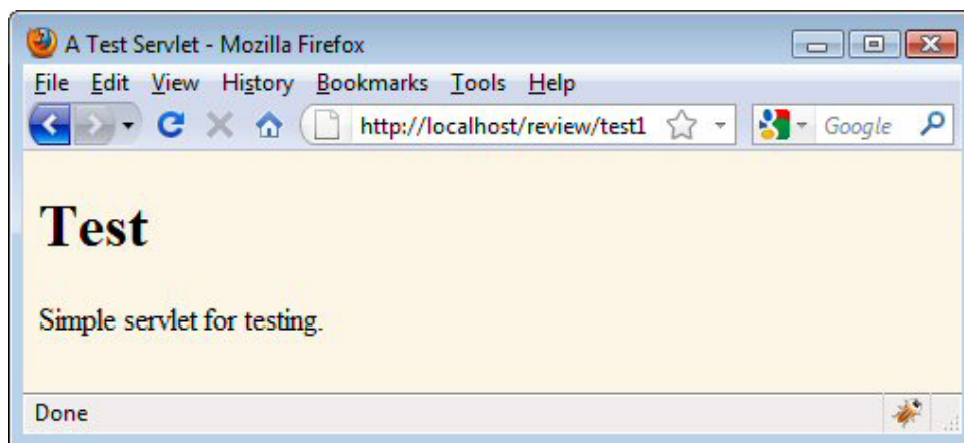 A Test Servlet - Mozilla Firefox
File Edit View History Bookmarks Tools Help
http://localhost/review/test1 Google
Test
Simple servlet for testing.
Done